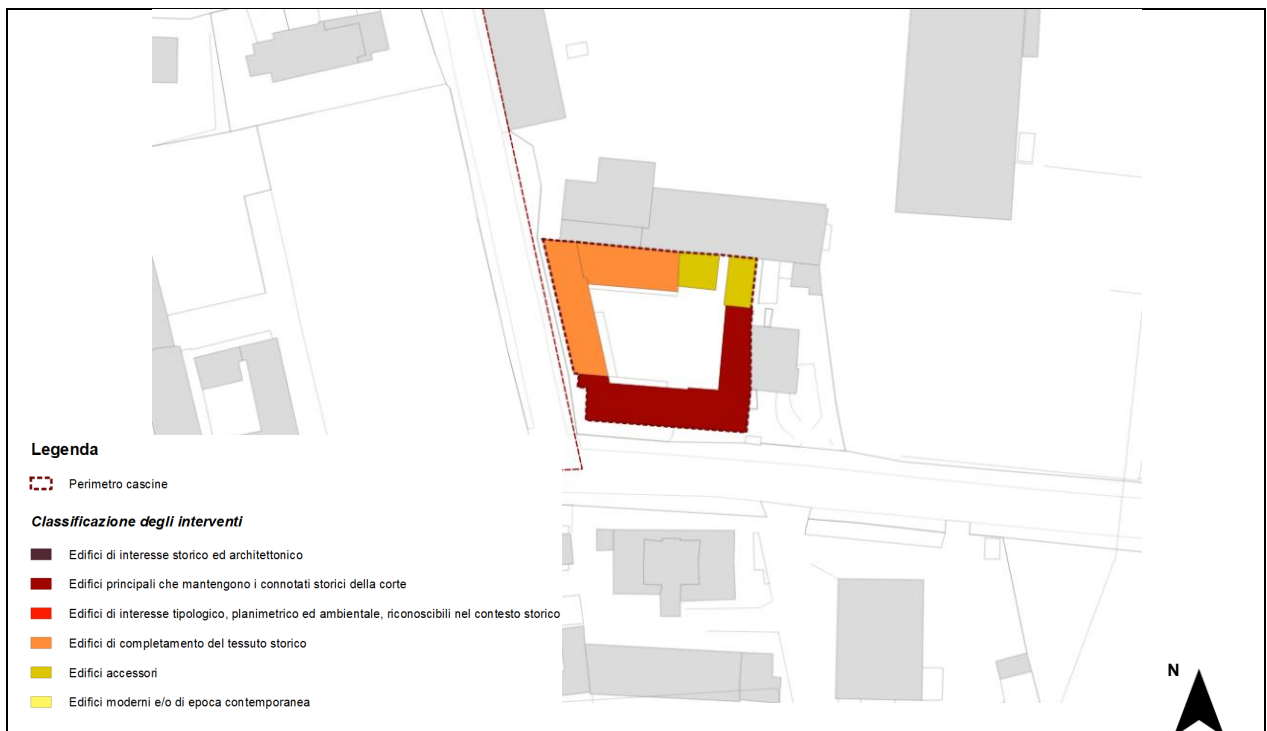 Legenda
Perimetro cascine
Classificazione degli interventi
Edifici di interesse storico ed architettonico
Edifici principali che mantengono i connotati storici della corte
Edifici di interesse tipologico, planimetrico ed ambientale, riconoscibili nel contesto storico
Edifici di completamento del tessuto storico
Edifici accessori
Edifici moderni e/o di epoca contemporanea
N